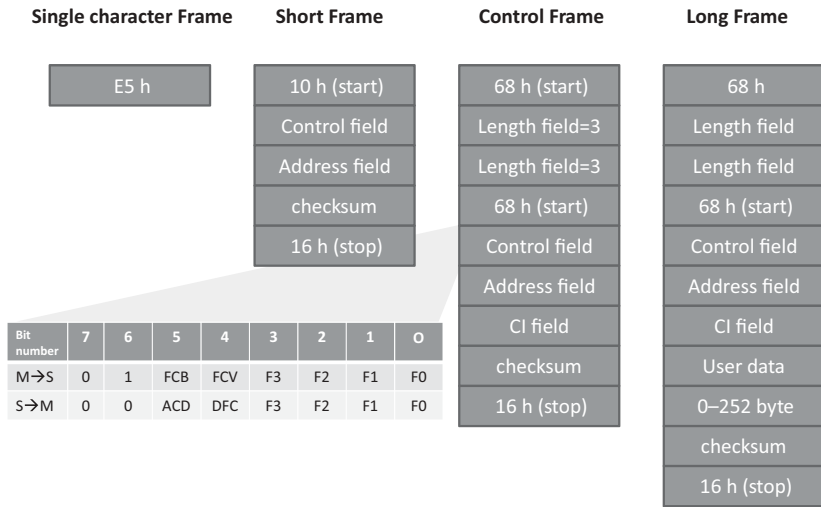 Single character Frame
Short Frame
Control Frame
Long Frame
E5 h
10 h (start)
Control field
Address field
checksum
16 h (stop)
68 h (start)
Length field=3
Length field=3
68 h (start)
Control field
Address field
CI field
checksum
16 h (stop)
68 h
Length field
Length field
68 h (start)
Control field
Address field
CI field
User data
0–252 byte
checksum
16 h (stop)
Bit number 7 6 5 4 3 2 1 O
M→S 0 1 FCB FCV F3 F2 F1 F0
S→M 0 0 ACD DFC F3 F2 F1 F0